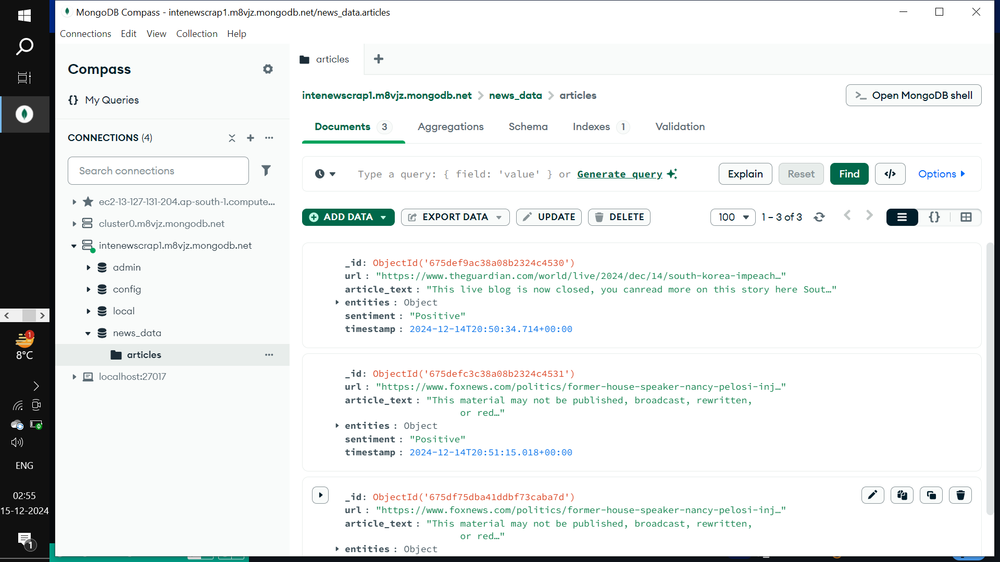 MongoDB Compass - intenewscrap1.m8vjz.mongodb.net/news_data.articles
Connections Edit View Collection Help
Compass
My Queries
CONNECTIONS (4)
Search connections
ec2-13-127-131-204.ap-south-1.compute...
cluster0.m8vjz.mongodb.net
intenewscrap1.m8vjz.mongodb.net
admin
config
local
news_data
articles
localhost:27017
articles
intenewscrap1.m8vjz.mongodb.net > news_data > articles
>_ Open MongoDB shell
Documents 3 Aggregations Schema Indexes 1 Validation
Type a query: { field: 'value' } or Generate query
Explain Reset Find </> Options
ADD DATA EXPORT DATA UPDATE DELETE
100 1 – 3 of 3 {}
_id: ObjectId('675def9ac38a08b2324c4530')
url : "https://www.theguardian.com/world/live/2024/dec/14/south-korea-impeach…"
article_text : "This live blog is now closed, you canread more on this story here Sout…"
entities : Object
sentiment : "Positive"
timestamp : 2024-12-14T20:50:34.714+00:00
_id: ObjectId('675defc3c38a08b2324c4531')
url : "https://www.foxnews.com/politics/former-house-speaker-nancy-pelosi-inj…"
article_text : "This material may not be published, broadcast, rewritten,
or red…"
entities : Object
sentiment : "Positive"
timestamp : 2024-12-14T20:51:15.018+00:00
_id: ObjectId('675df75dba41ddbf73caba7d')
url : "https://www.foxnews.com/politics/former-house-speaker-nancy-pelosi-inj…"
article_text : "This material may not be published, broadcast, rewritten,
or red…"
entities : Object
1
8°C
ENG
02:55
15-12-2024
1